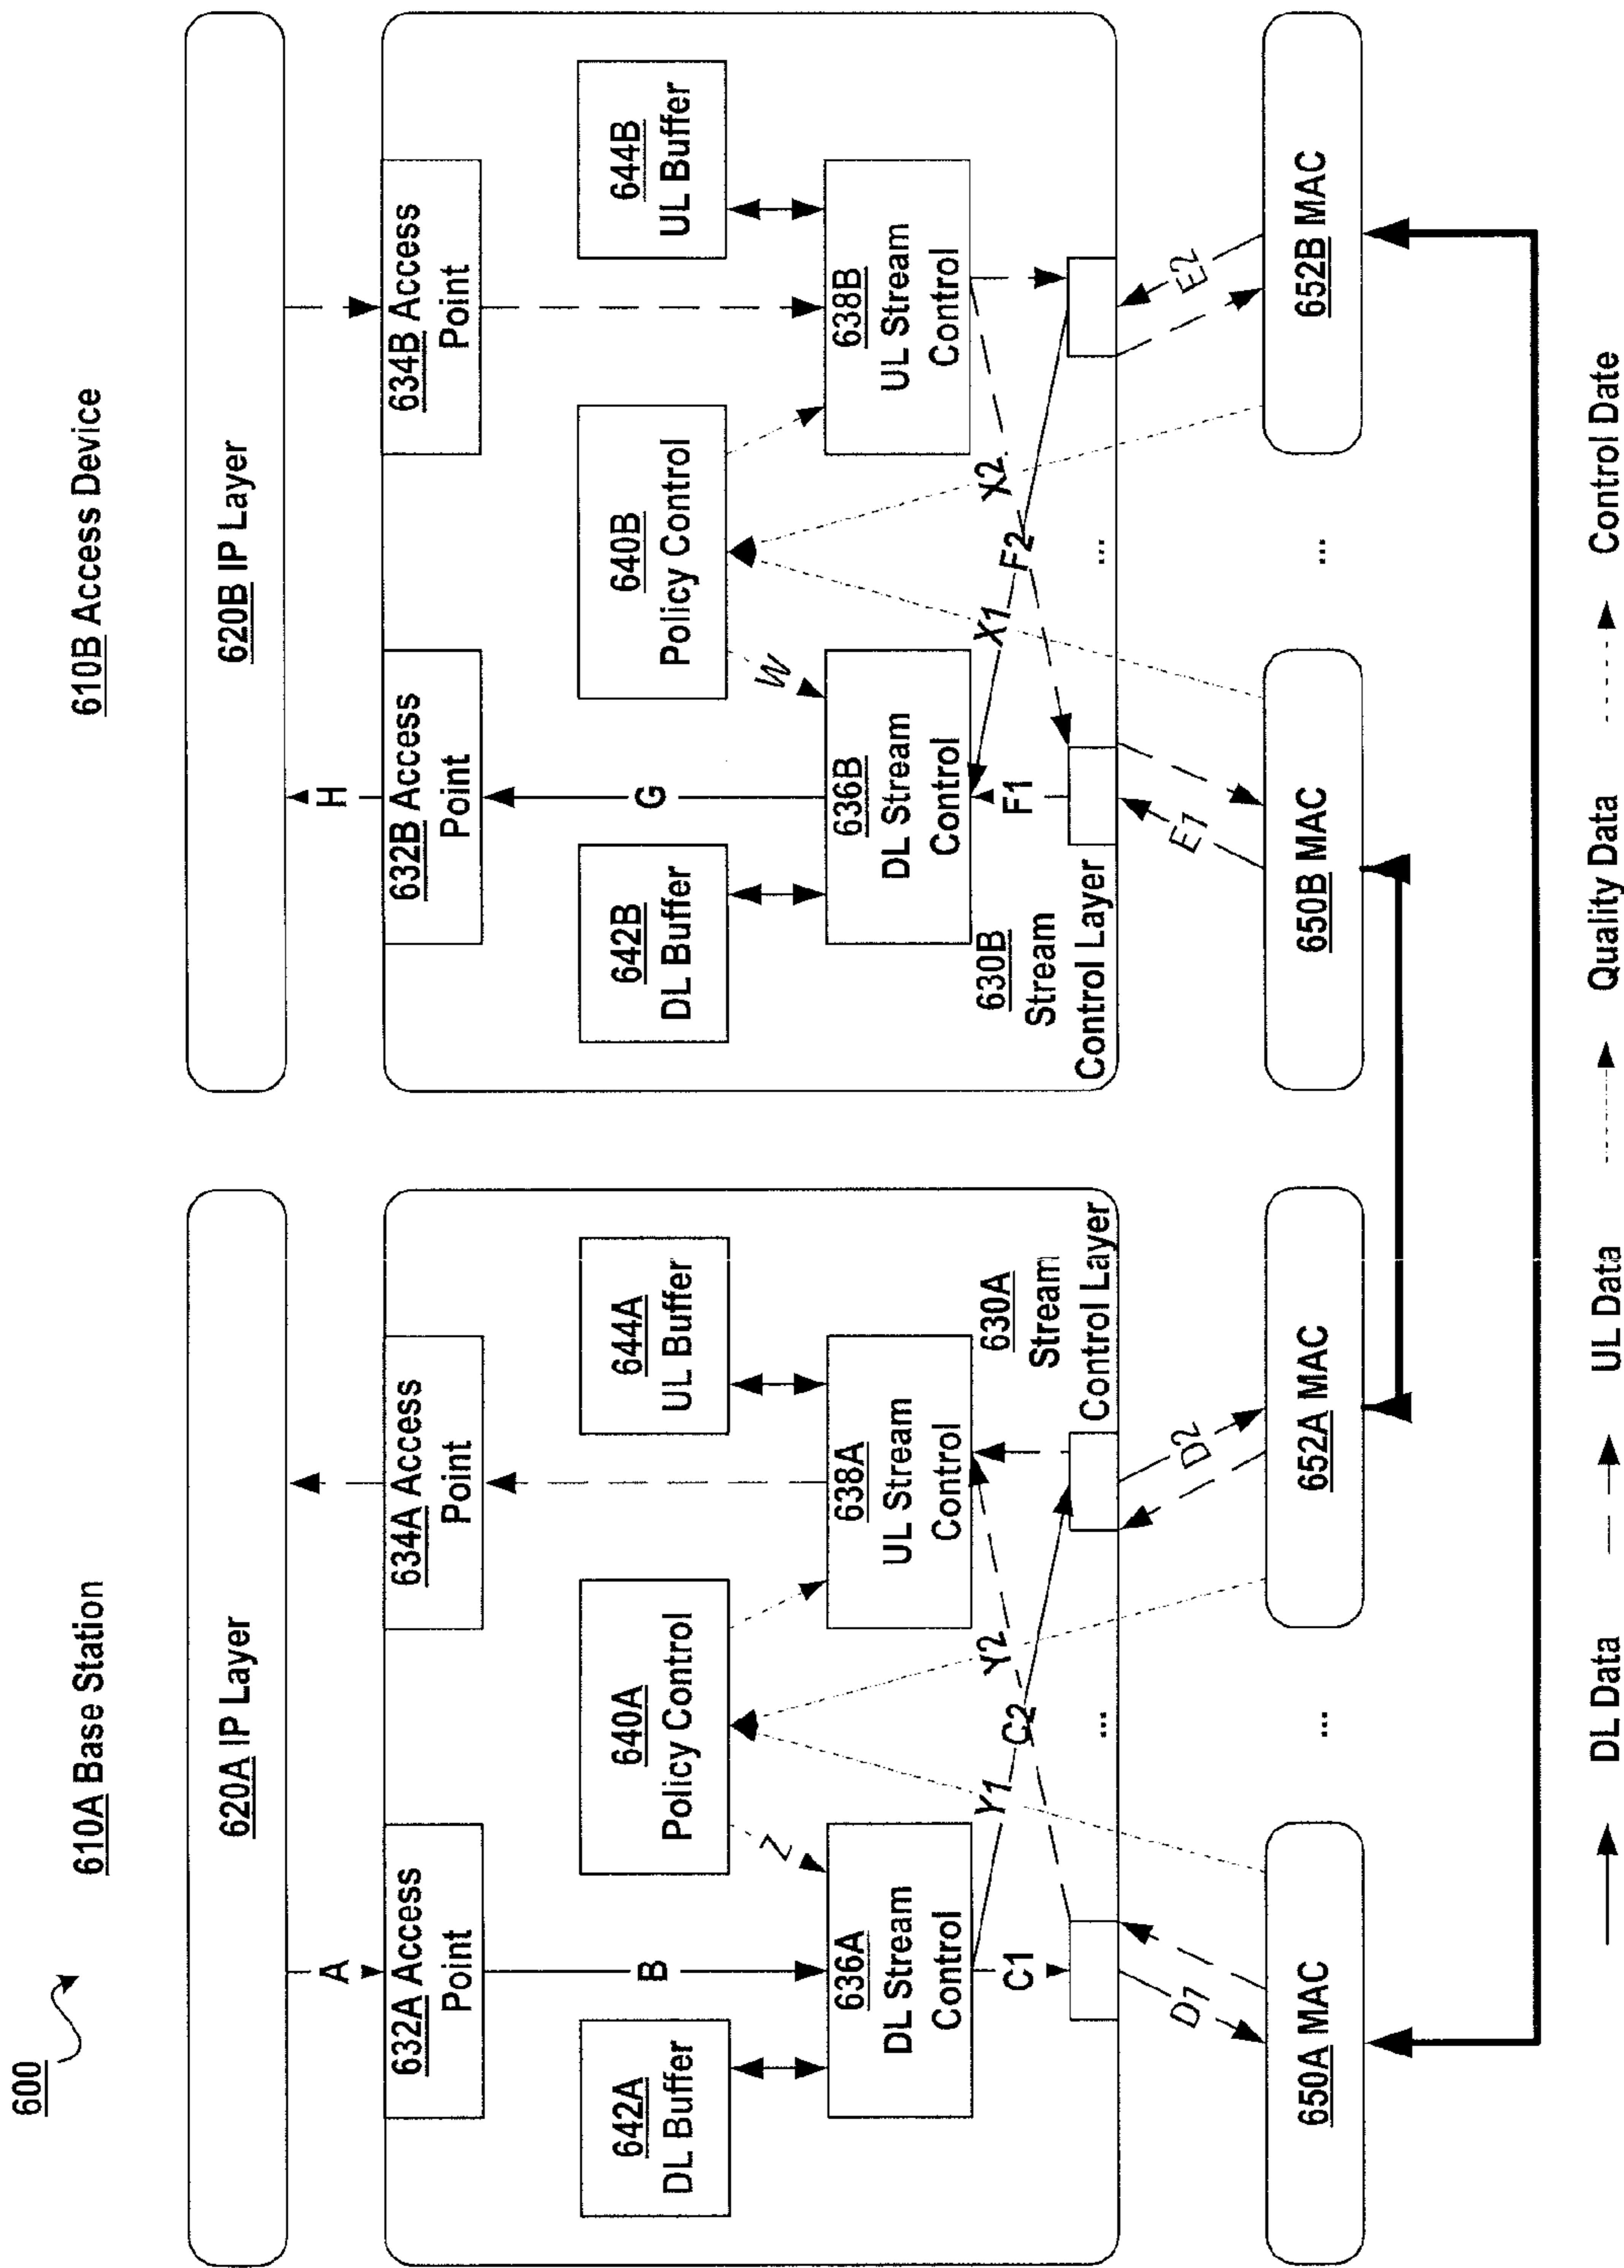 600
610A Base Station
610B Access Device
620A IP Layer
620B IP Layer
A
H
632A Access
Point
634A Access
Point
632B Access
Point
634B Access
Point
642A
DL Buffer
B
640A
Policy Control
644A
UL Buffer
642B
DL Buffer
G
640B
Policy Control
644B
UL Buffer
Z
W
636A
DL Stream
Control
638A
UL Stream
Control
636B
DL Stream
Control
638B
UL Stream
Control
C1
Y1
C2
Y2
630A
Stream
Control Layer
630B
Stream
Control Layer
F1
X1
F2
X2
...
...
D1
D2
E1
E2
650A MAC
...
652A MAC
650B MAC
...
652B MAC
DL Data
UL Data
Quality Data
Control Date